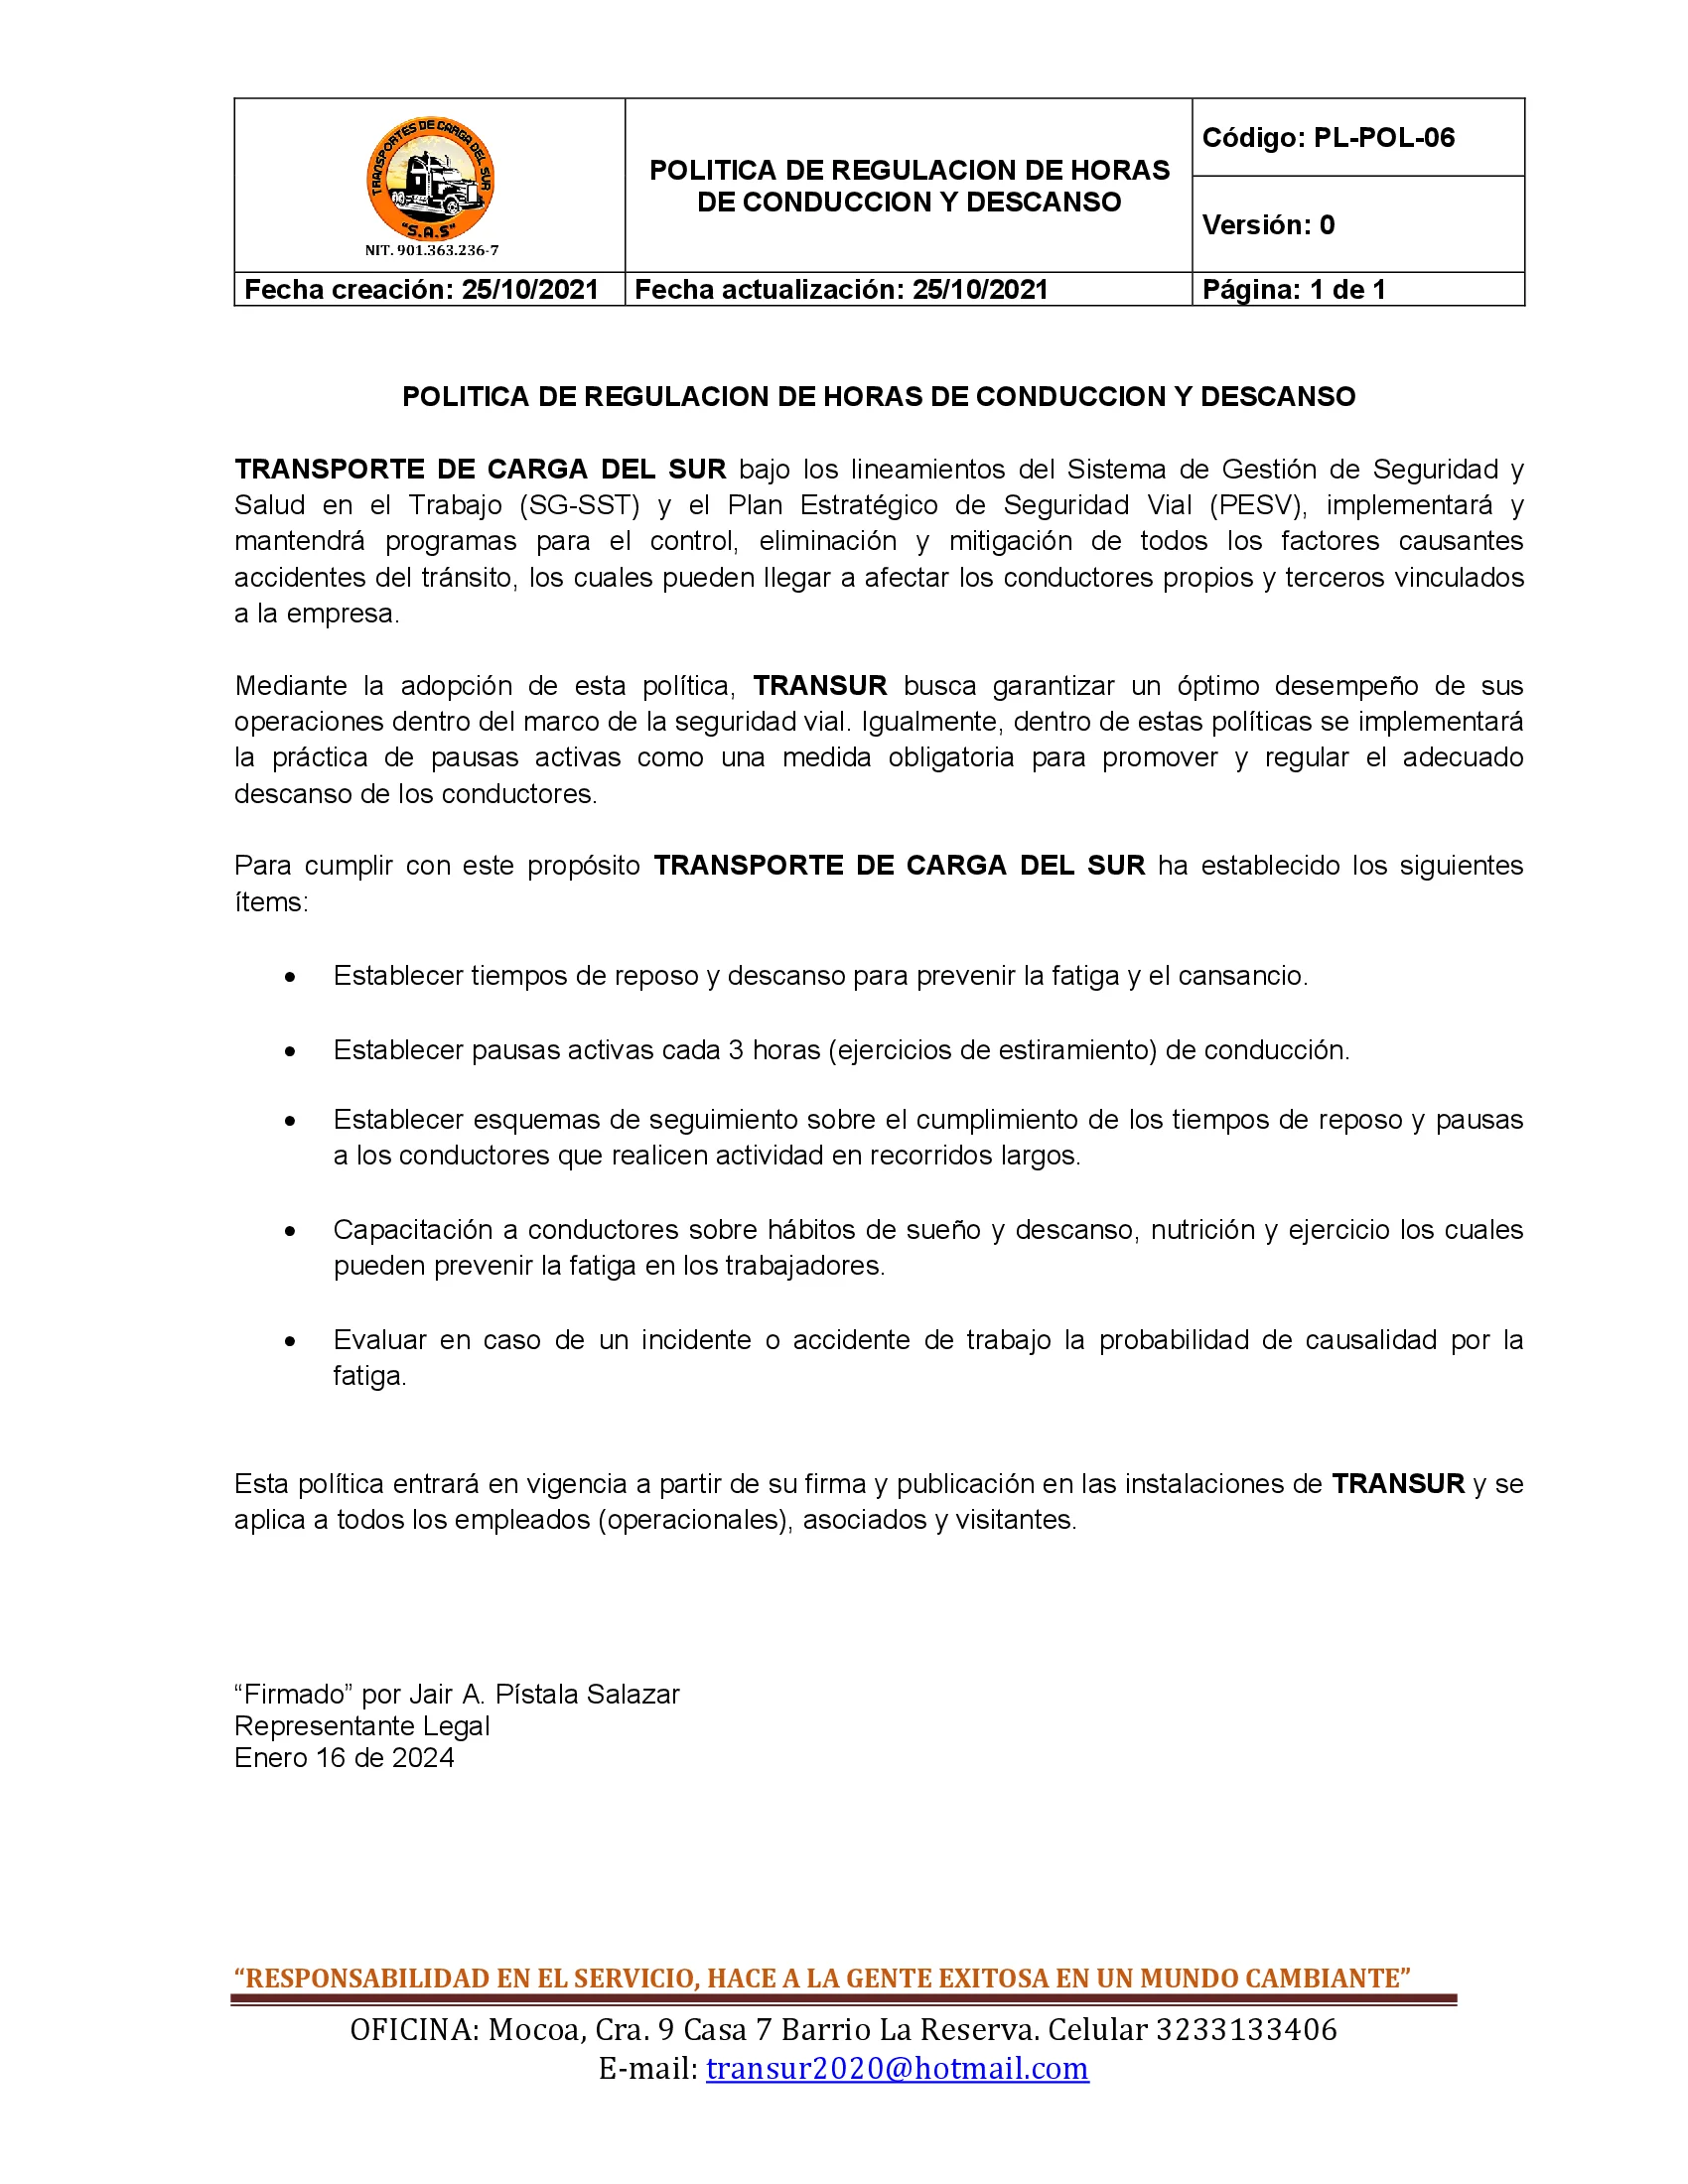 TRANSPORTES DE CARGA DEL SUR
"S.A.S"
NIT. 901.363.236-7
POLITICA DE REGULACION DE HORAS
DE CONDUCCION Y DESCANSO
Código: PL-POL-06
Versión: 0
Fecha creación: 25/10/2021
Fecha actualización: 25/10/2021
Página: 1 de 1
POLITICA DE REGULACION DE HORAS DE CONDUCCION Y DESCANSO
TRANSPORTE DE CARGA DEL SUR bajo los lineamientos del Sistema de Gestión de Seguridad y
Salud en el Trabajo (SG-SST) y el Plan Estratégico de Seguridad Vial (PESV), implementará y
mantendrá programas para el control, eliminación y mitigación de todos los factores causantes
accidentes del tránsito, los cuales pueden llegar a afectar los conductores propios y terceros vinculados
a la empresa.
Mediante la adopción de esta política, TRANSUR busca garantizar un óptimo desempeño de sus
operaciones dentro del marco de la seguridad vial. Igualmente, dentro de estas políticas se implementará
la práctica de pausas activas como una medida obligatoria para promover y regular el adecuado
descanso de los conductores.
Para cumplir con este propósito TRANSPORTE DE CARGA DEL SUR ha establecido los siguientes
ítems:
• Establecer tiempos de reposo y descanso para prevenir la fatiga y el cansancio.
• Establecer pausas activas cada 3 horas (ejercicios de estiramiento) de conducción.
• Establecer esquemas de seguimiento sobre el cumplimiento de los tiempos de reposo y pausas
a los conductores que realicen actividad en recorridos largos.
• Capacitación a conductores sobre hábitos de sueño y descanso, nutrición y ejercicio los cuales
pueden prevenir la fatiga en los trabajadores.
• Evaluar en caso de un incidente o accidente de trabajo la probabilidad de causalidad por la
fatiga.
Esta política entrará en vigencia a partir de su firma y publicación en las instalaciones de TRANSUR y se
aplica a todos los empleados (operacionales), asociados y visitantes.
“Firmado” por Jair A. Pístala Salazar
Representante Legal
Enero 16 de 2024
“RESPONSABILIDAD EN EL SERVICIO, HACE A LA GENTE EXITOSA EN UN MUNDO CAMBIANTE”
OFICINA: Mocoa, Cra. 9 Casa 7 Barrio La Reserva. Celular 3233133406
E-mail: transur2020@hotmail.com